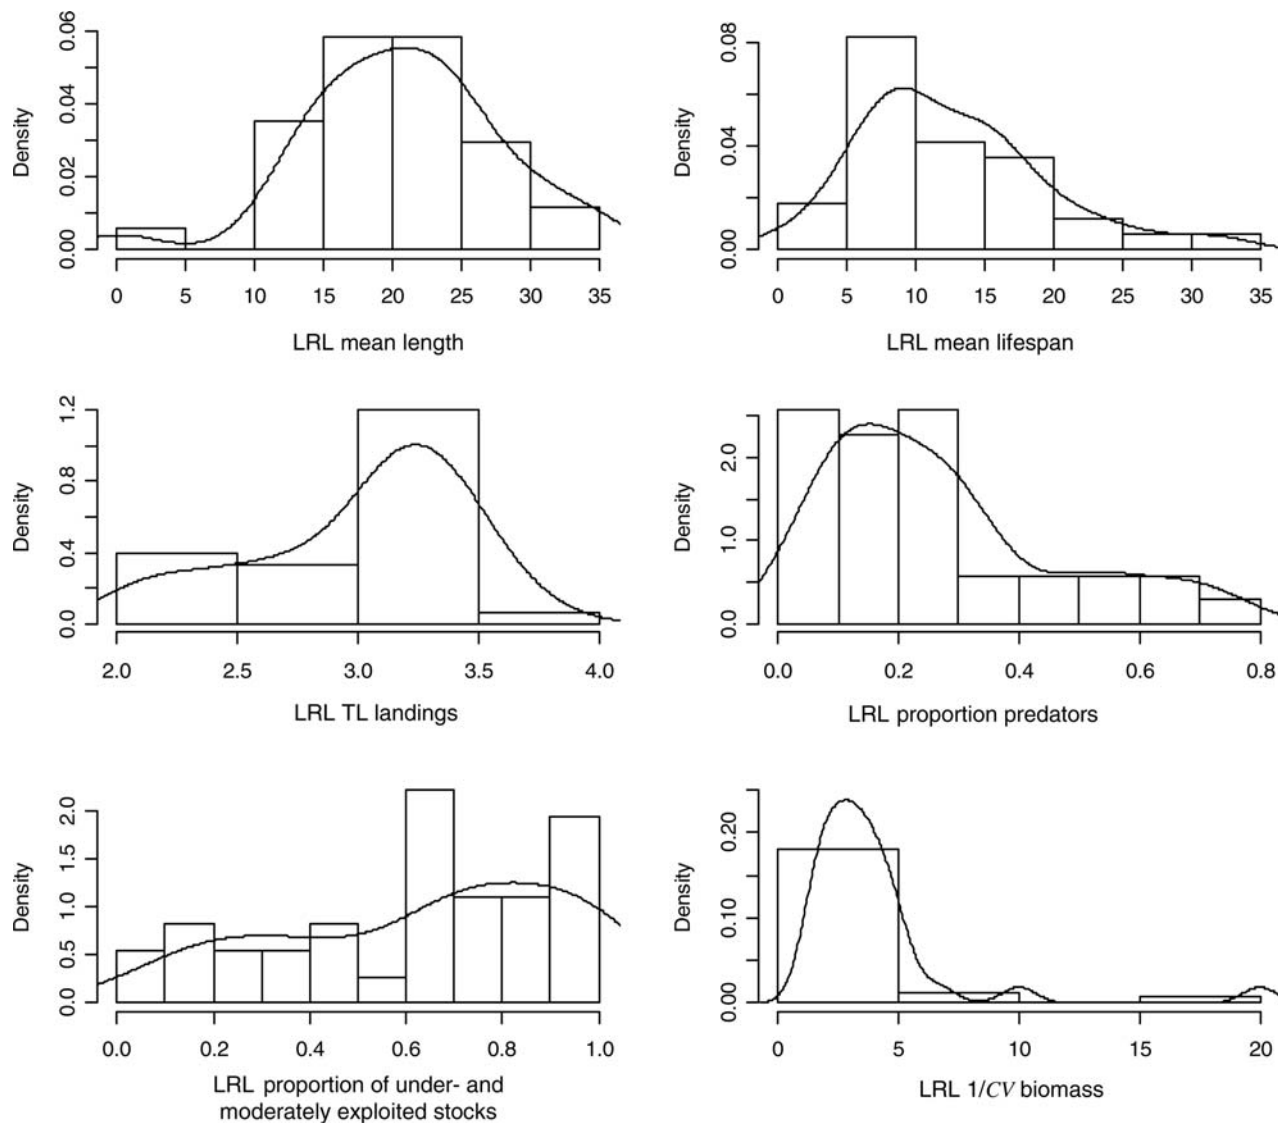 Density
0.00
0.02
0.04
0.06
0 5 10 15 20 25 30 35
LRL mean length
Density
0.00
0.04
0.08
0 5 10 15 20 25 30 35
LRL mean lifespan
Density
0.0
0.4
0.8
1.2
2.0 2.5 3.0 3.5 4.0
LRL TL landings
Density
0.0
1.0
2.0
0.0 0.2 0.4 0.6 0.8
LRL proportion predators
Density
0.0
0.5
1.0
1.5
2.0
0.0 0.2 0.4 0.6 0.8 1.0
LRL proportion of under- and
moderately exploited stocks
Density
0.00
0.10
0.20
0 5 10 15 20
LRL 1/CV biomass